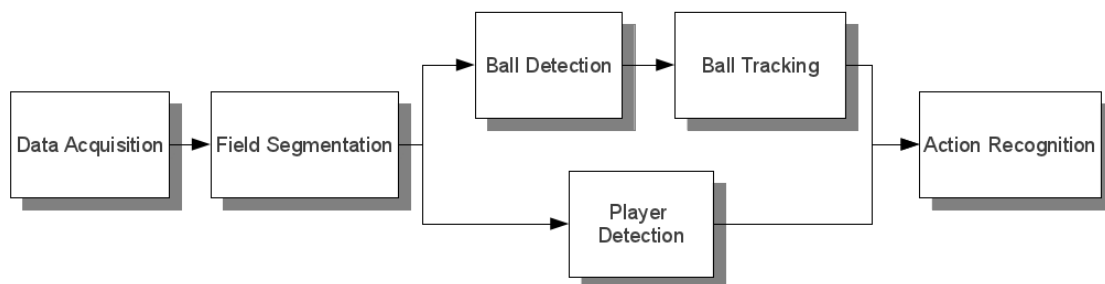 Data Acquisition
Field Segmentation
Ball Detection
Ball Tracking
Player
Detection
Action Recognition